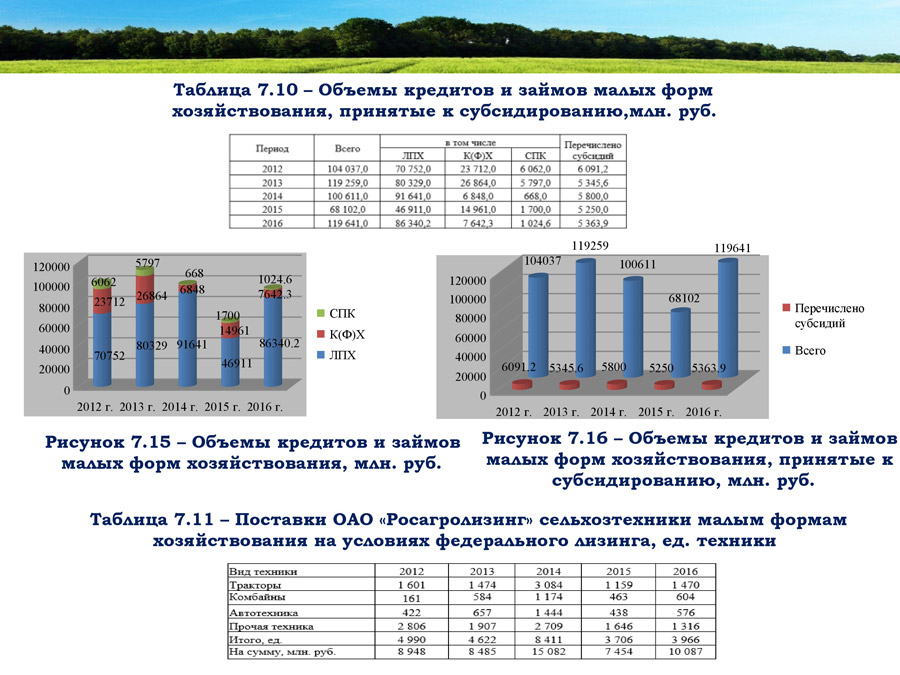 Таблица 7.10 – Объемы кредитов и займов малых форм
хозяйствования, принятые к субсидированию,млн. руб.
Период Всего в том числе Перечислено субсидий
ЛПХ К(Ф)Х СПК
2012 104 037,0 70 752,0 23 712,0 6 062,0 6 091,2
2013 119 259,0 80 329,0 26 864,0 5 797,0 5 345,6
2014 100 611,0 91 641,0 6 848,0 668,0 5 800,0
2015 68 102,0 46 911,0 14 961,0 1 700,0 5 250,0
2016 119 641,0 86 340,2 7 642,3 1 024,6 5 363,9
120000
100000
80000
60000
40000
20000
0
6062 5797 668 1700 1024.6
23712 26864 6848 14961 7642.3
70752 80329 91641 46911 86340.2
2012 г. 2013 г. 2014 г. 2015 г. 2016 г.
СПК
К(Ф)Х
ЛПХ
Рисунок 7.15 – Объемы кредитов и займов
малых форм хозяйствования, млн. руб.
120000
100000
80000
60000
40000
20000
0
104037 119259 100611 68102 119641
6091.2 5345.6 5800 5250 5363.9
2012 г. 2013 г. 2014 г. 2015 г. 2016 г.
Перечислено
субсидий
Всего
Рисунок 7.16 – Объемы кредитов и займов
малых форм хозяйствования, принятые к
субсидированию, млн. руб.
Таблица 7.11 – Поставки ОАО «Росагролизинг» сельхозтехники малым формам
хозяйствования на условиях федерального лизинга, ед. техники
Вид техники 2012 2013 2014 2015 2016
Тракторы 1 601 1 474 3 084 1 159 1 470
Комбайны 161 584 1 174 463 604
Автотехника 422 657 1 444 438 576
Прочая техника 2 806 1 907 2 709 1 646 1 316
Итого, ед. 4 990 4 622 8 411 3 706 3 966
На сумму, млн. руб. 8 948 8 485 15 082 7 454 10 087